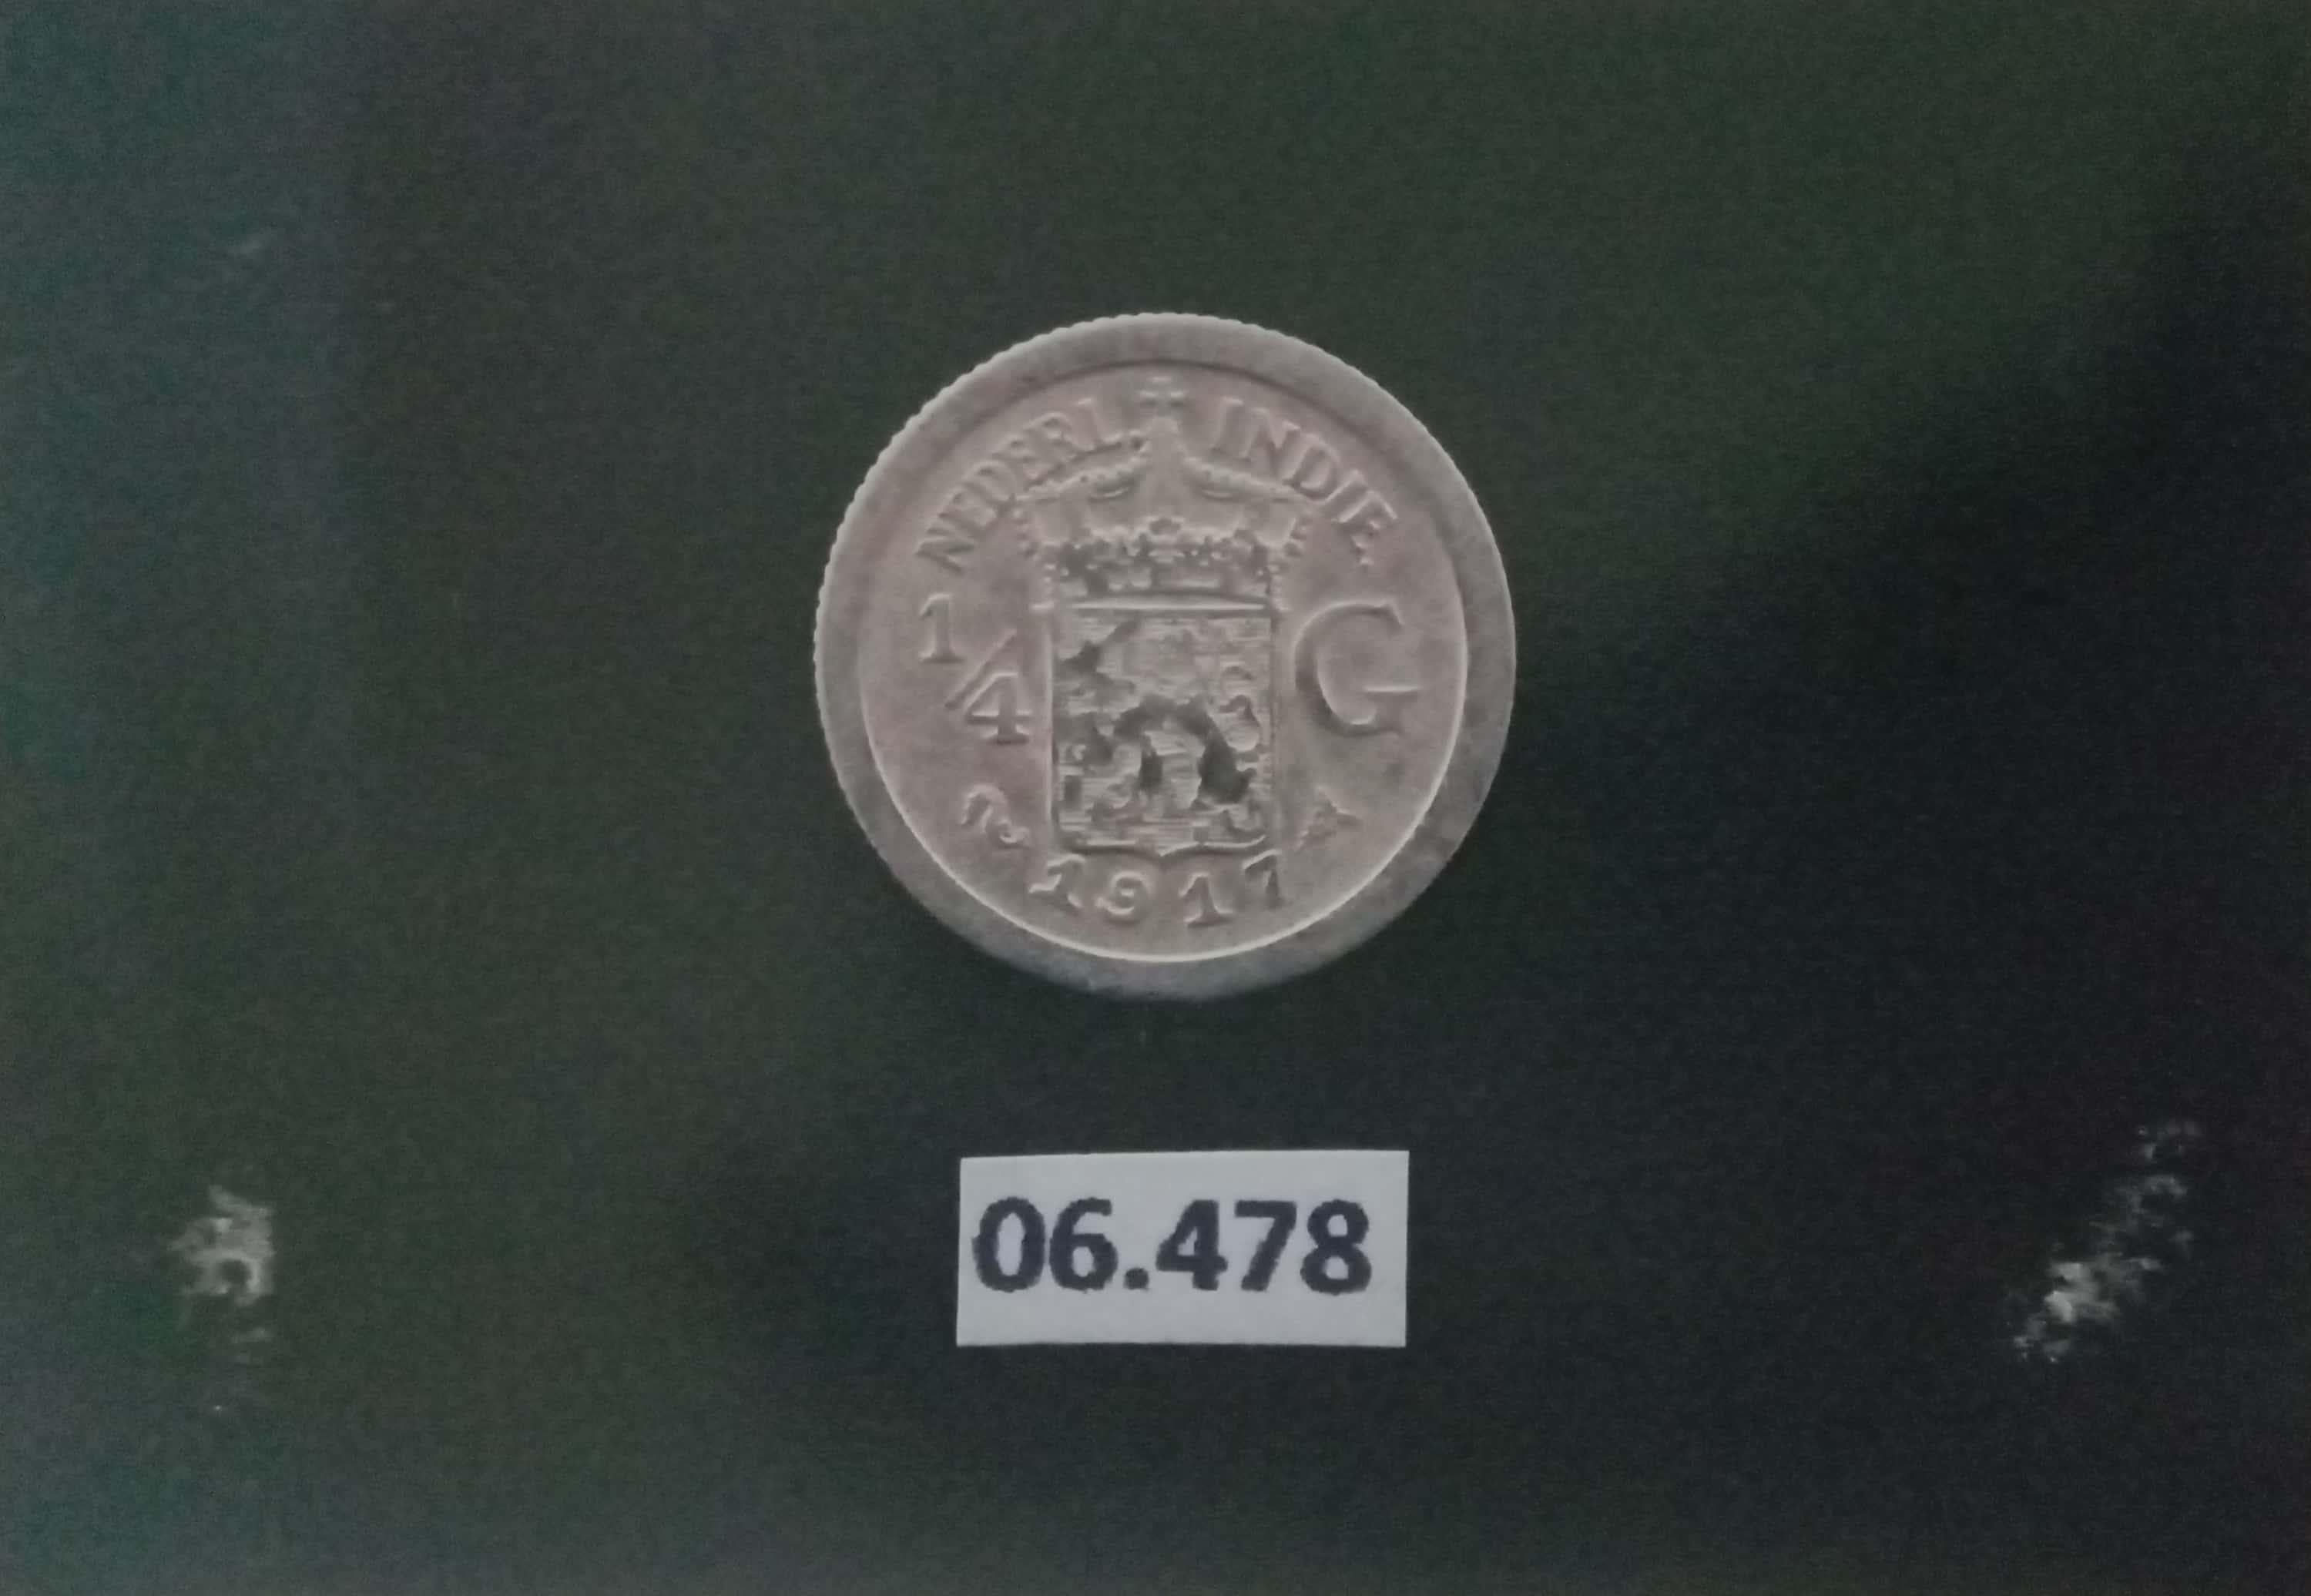 NEDERL. INDIE
1/4 G
1917
06.478